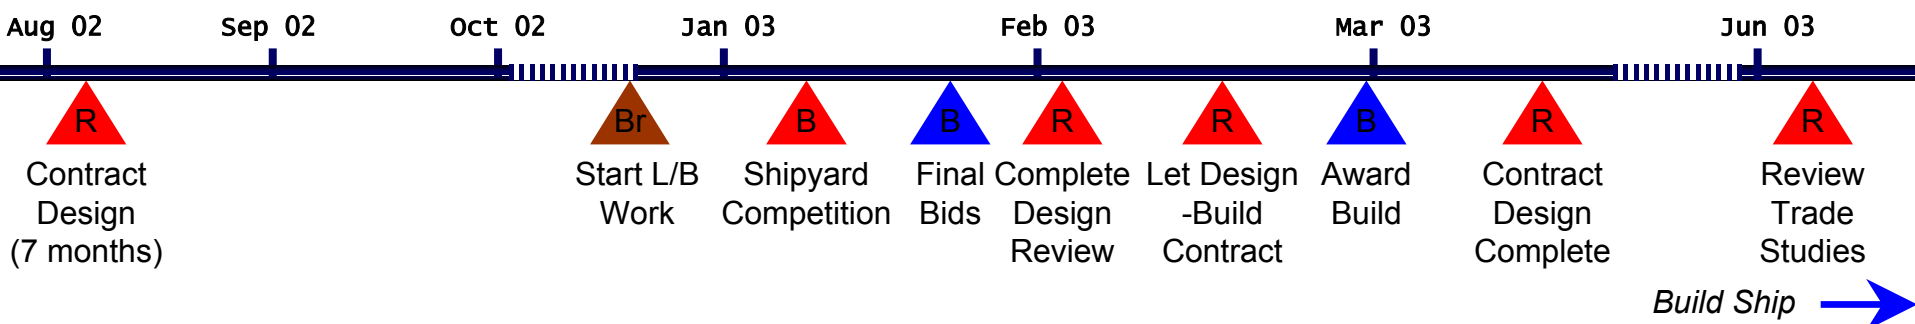 Aug 02 Sep 02 Oct 02 Jan 03 Feb 03 Mar 03 Jun 03
R Br B B R R B R R
Contract
Design
(7 months)
Start L/B
Work
Shipyard
Competition
Final
Bids
Complete
Design
Review
Let Design
-Build
Contract
Award
Build
Contract
Design
Complete
Review
Trade
Studies
Build Ship